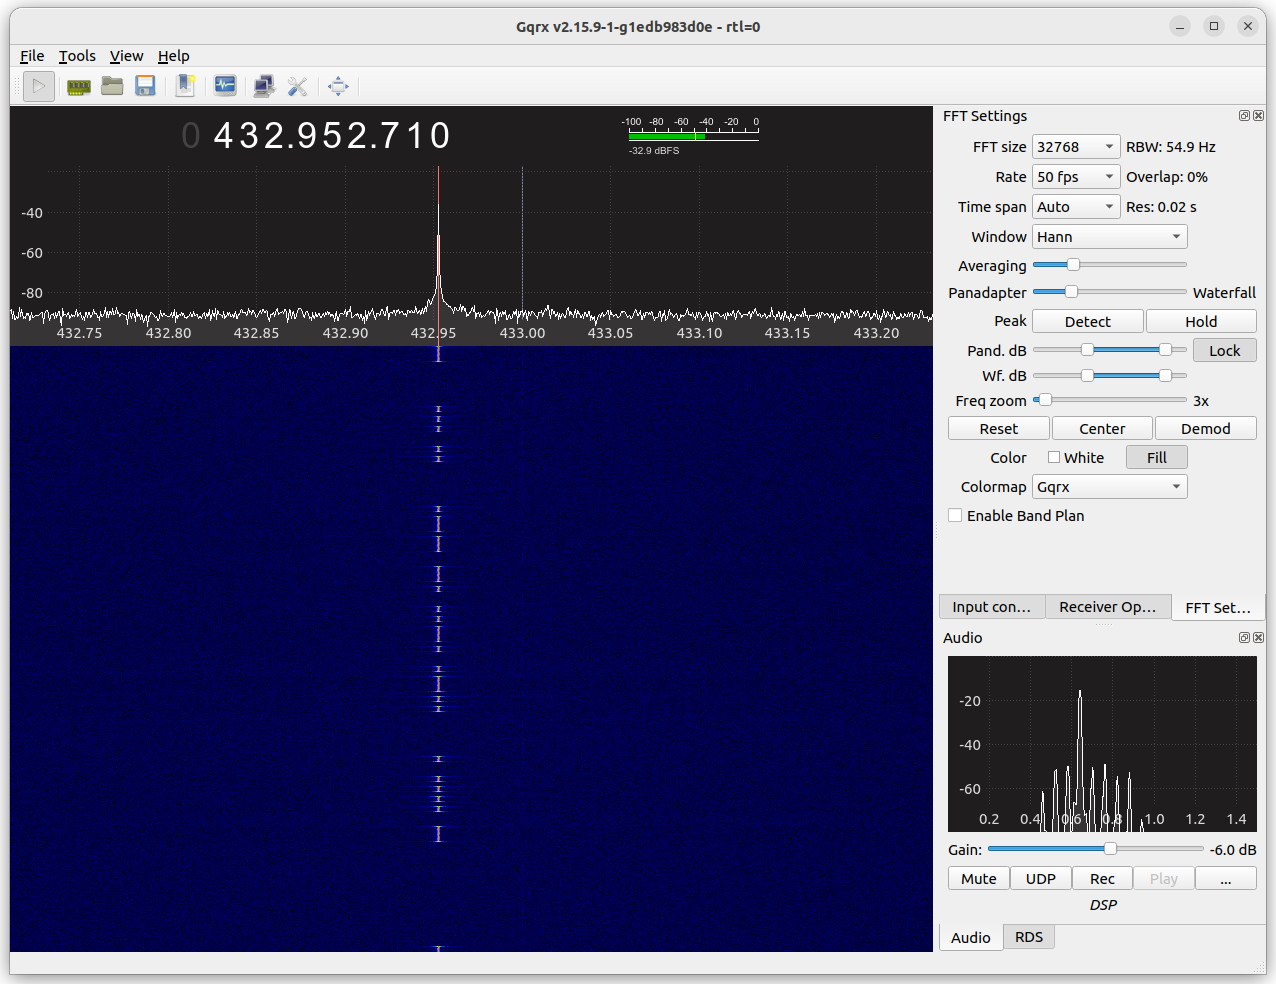 Gqrx v2.15.9-1-g1edb983d0e - rtl=0
File Tools View Help
0 432.952.710
-100 -80 -60 -40 -20 0
-32.9 dBFS
-40
-60
-80
432.75 432.80 432.85 432.90 432.95 433.00 433.05 433.10 433.15 433.20
FFT Settings
FFT size 32768 RBW: 54.9 Hz
Rate 50 fps Overlap: 0%
Time span Auto Res: 0.02 s
Window Hann
Averaging
Panadapter Waterfall
Peak Detect Hold
Pand. dB Lock
Wf. dB
Freq zoom 3x
Reset Center Demod
Color White Fill
Colormap Gqrx
Enable Band Plan
Input con... Receiver Op... FFT Set...
Audio
-20
-40
-60
0.2 0.4 0.6 0.8 1.0 1.2 1.4
Gain: -6.0 dB
Mute UDP Rec Play ...
DSP
Audio RDS